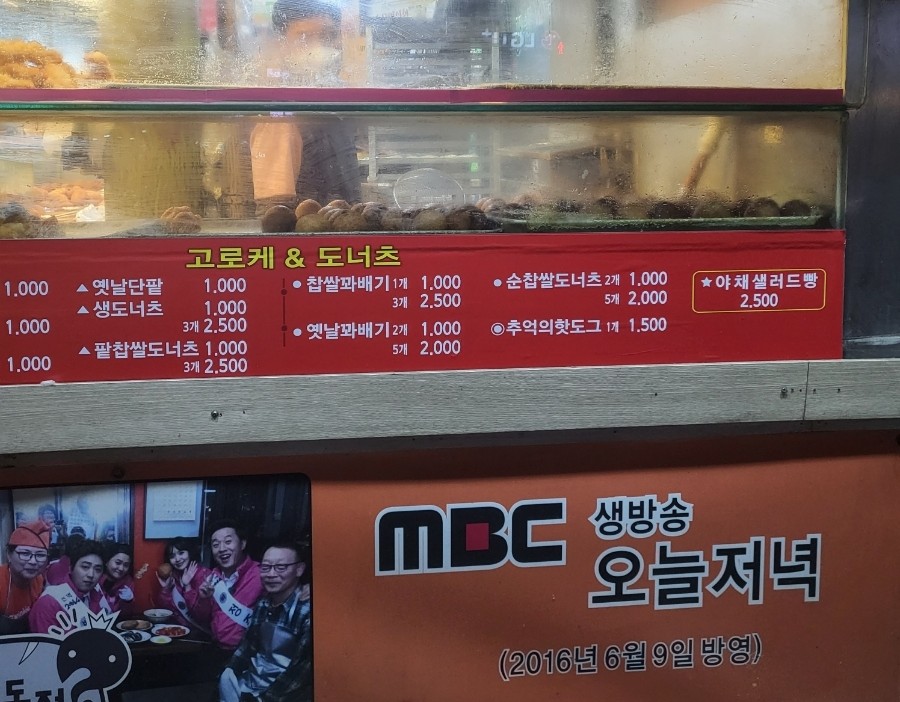 LG U+
고로케 & 도너츠
1.000
1.000
1.000
▲옛날단팥 1.000
▲생도너츠 1.000
3개 2.500
▲팥찹쌀도너츠 1.000
3개 2.500
●찹쌀꽈배기 1개 1.000
3개 2.500
●옛날꽈배기 2개 1.000
5개 2.000
●순찹쌀도너츠 2개 1.000
5개 2.000
◉추억의핫도그 1개 1.500
★야채샐러드빵
2.500
MBC 생방송
오늘저녁
(2016년 6월 9일 방영)